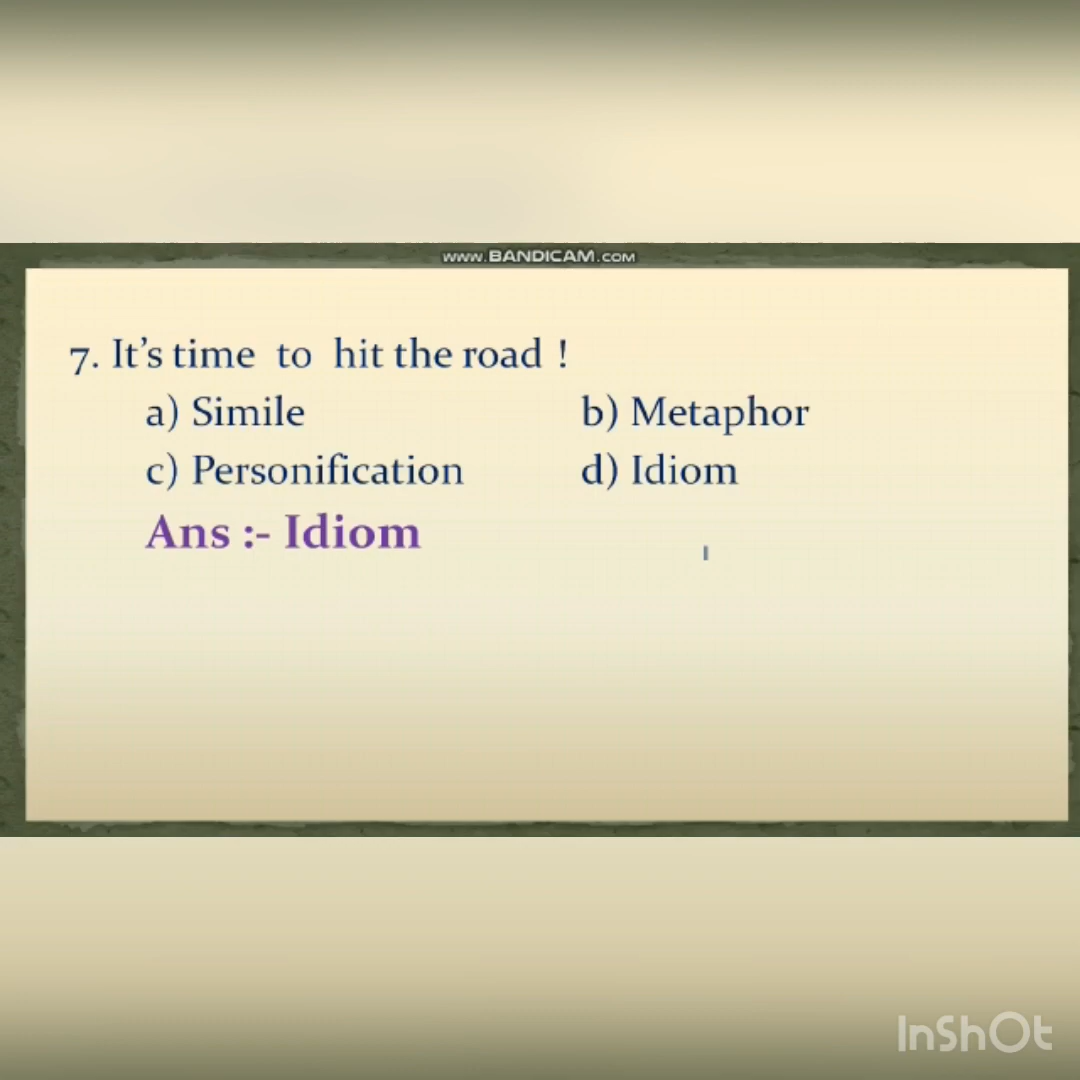 www.BANDICAM.COM
7. It's time to hit the road !
a) Simile b) Metaphor
c) Personification d) Idiom
Ans :- Idiom
InShOt